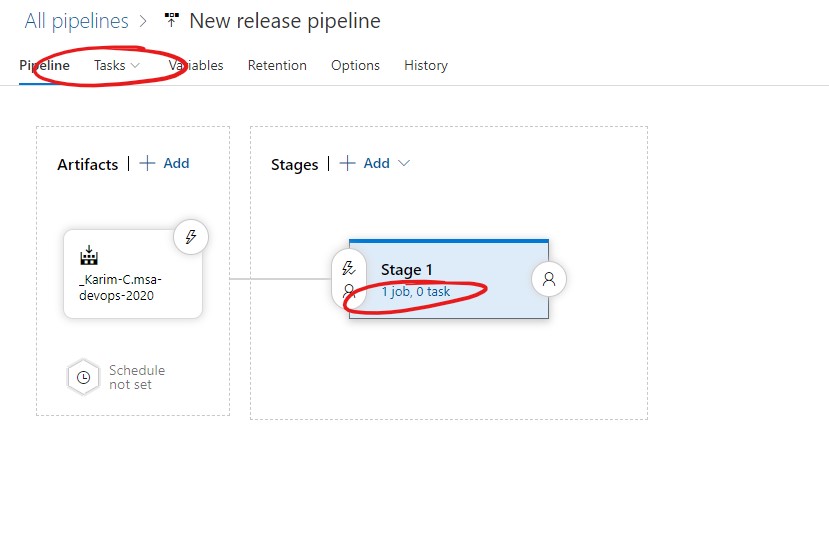 All pipelines > New release pipeline
Pipeline Tasks Variables Retention Options History
Artifacts | + Add
Stages | + Add
_Karim-C.msa-
devops-2020
Schedule
not set
Stage 1
1 job, 0 task